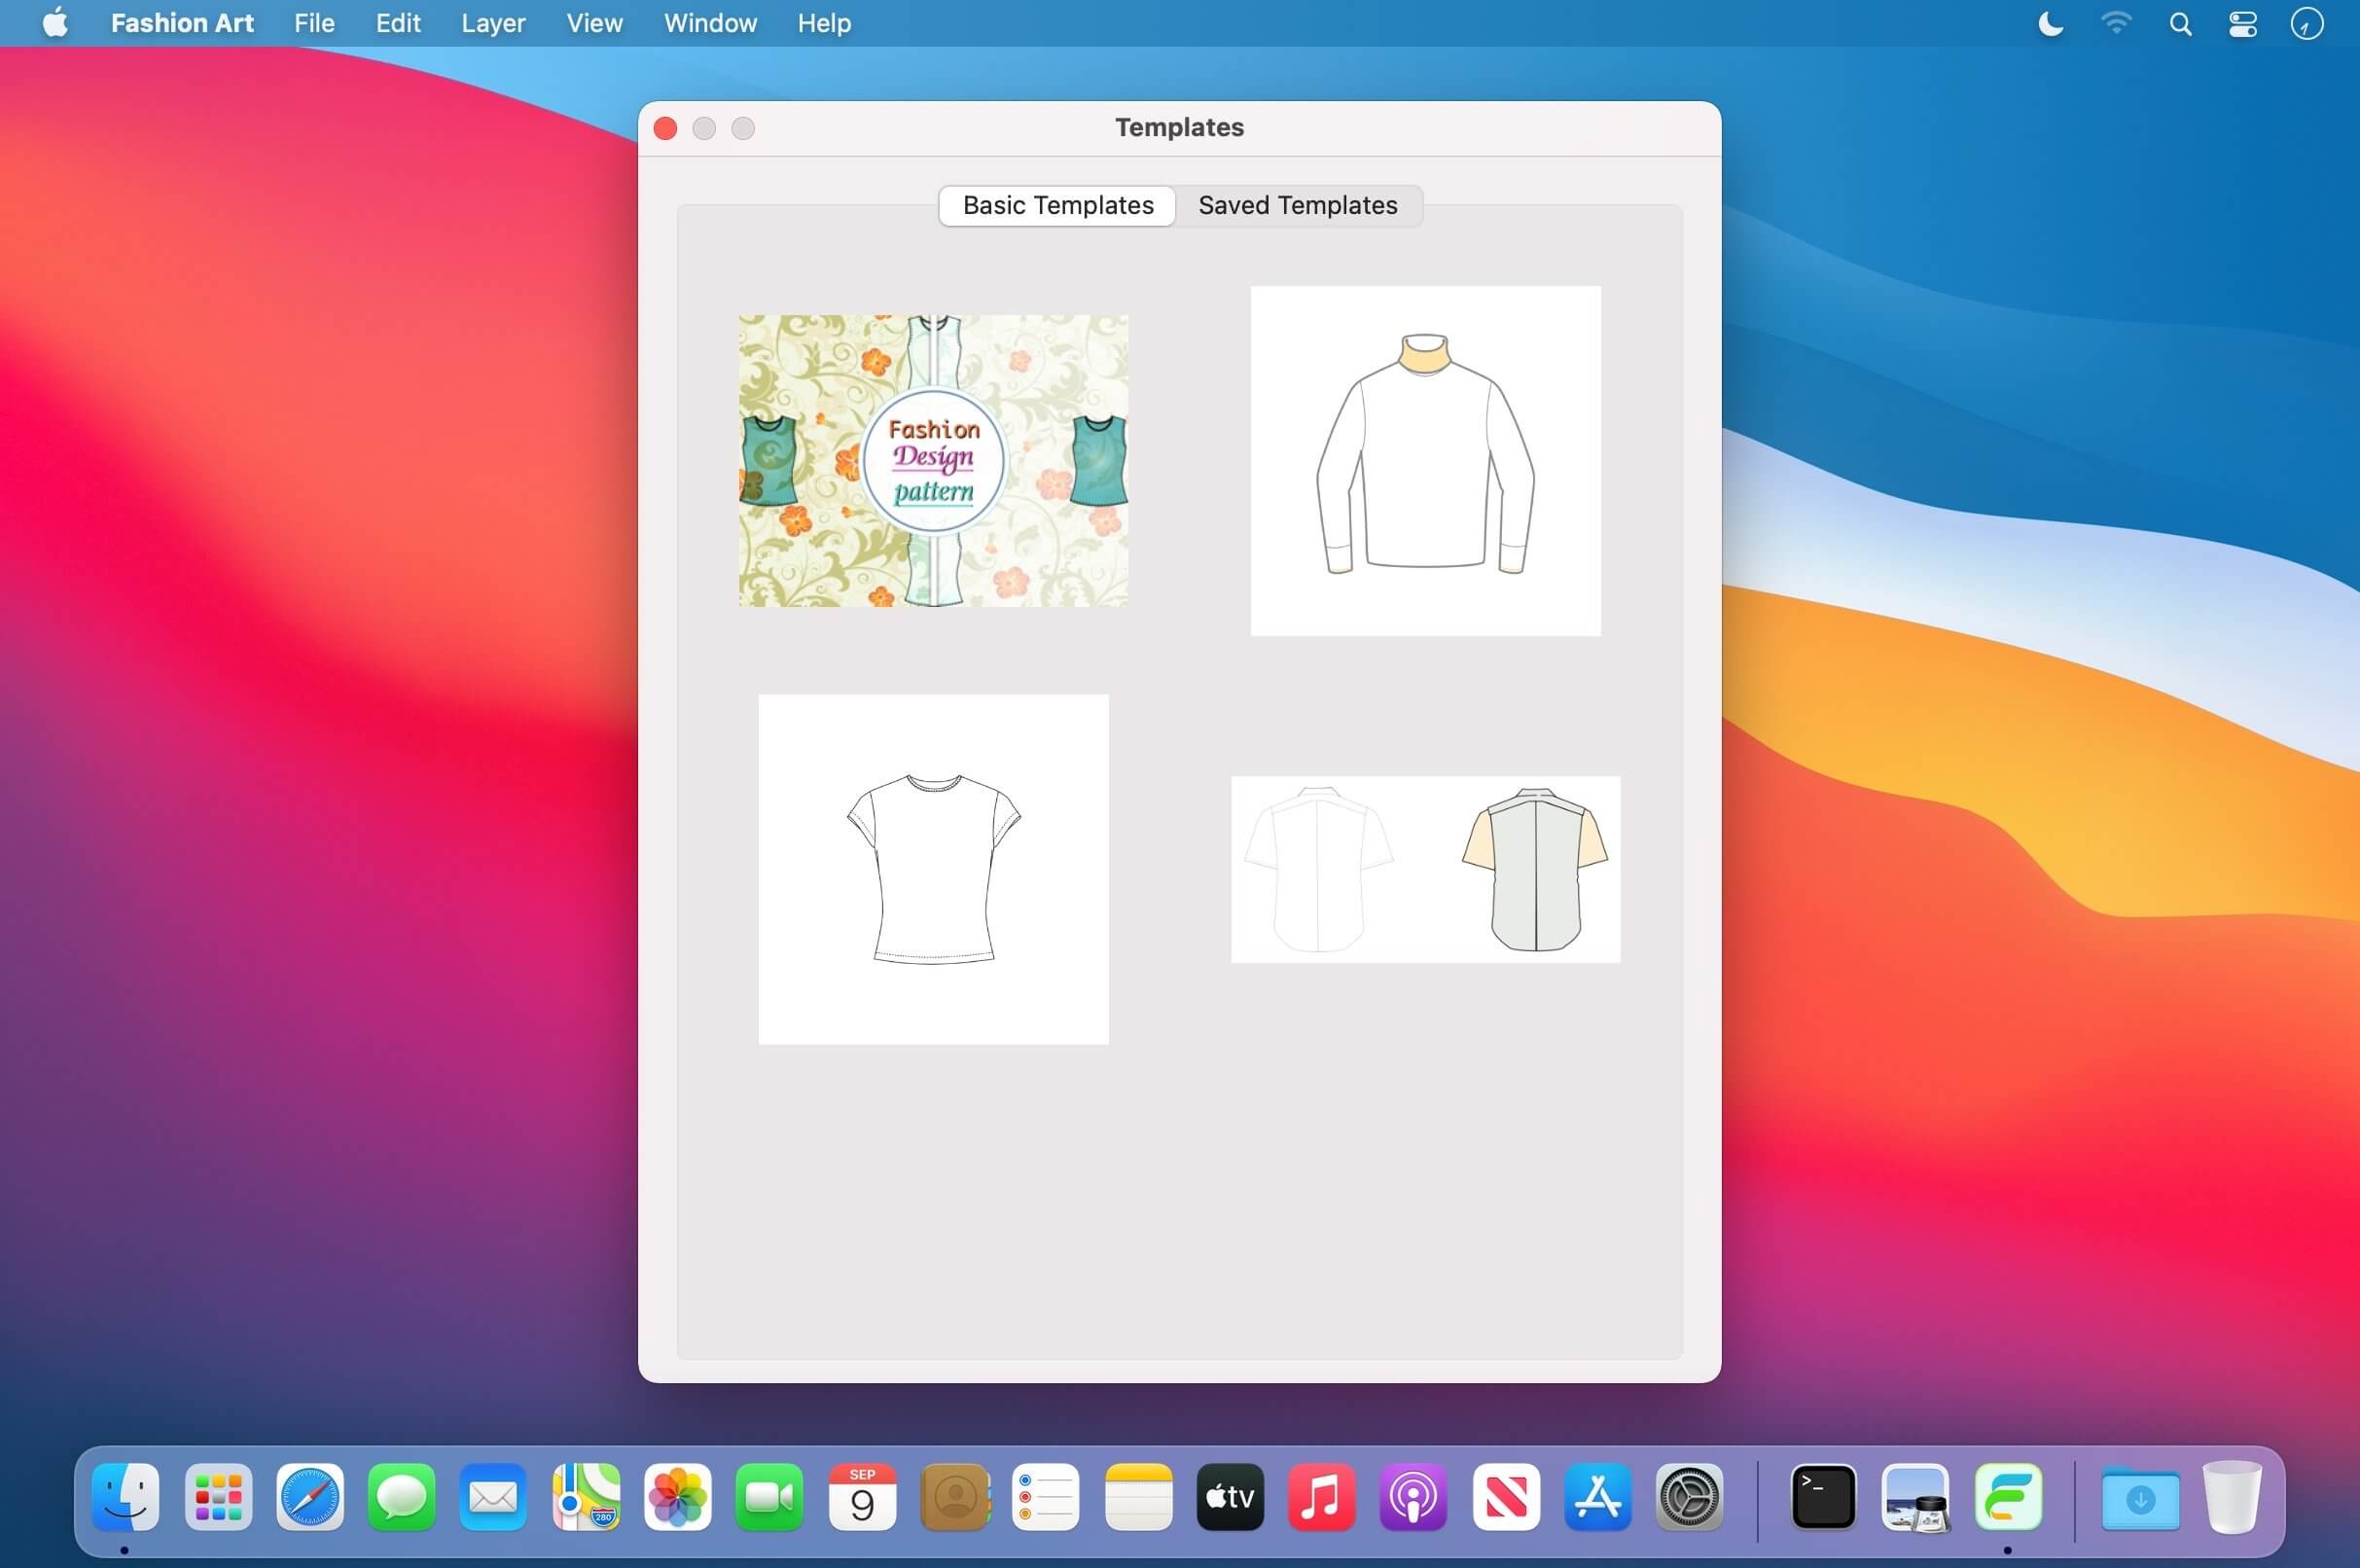 Fashion Art File Edit Layer View Window Help
Templates
Basic Templates Saved Templates
Fashion
Design
pattern
SEP
9
280
tv
>_